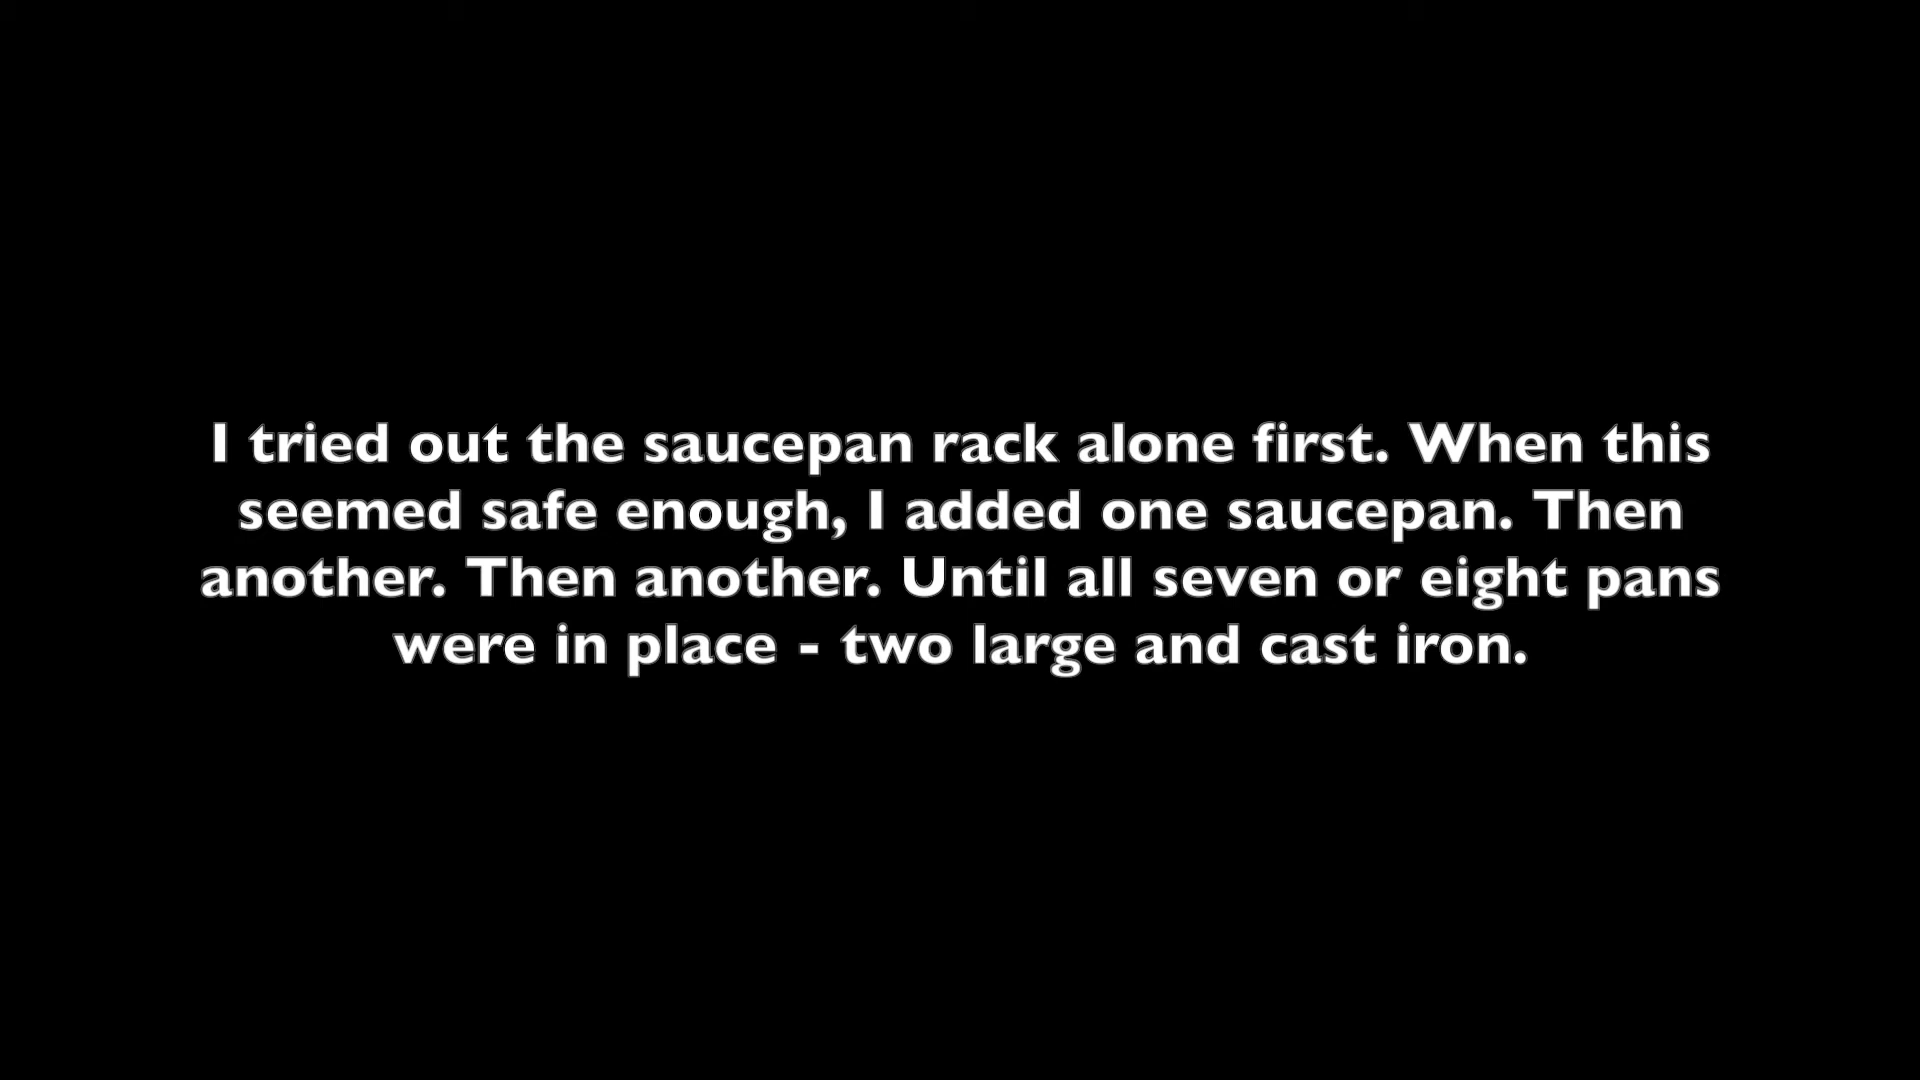 I tried out the saucepan rack alone first. When this
seemed safe enough, I added one saucepan. Then
another. Then another. Until all seven or eight pans
were in place - two large and cast iron.